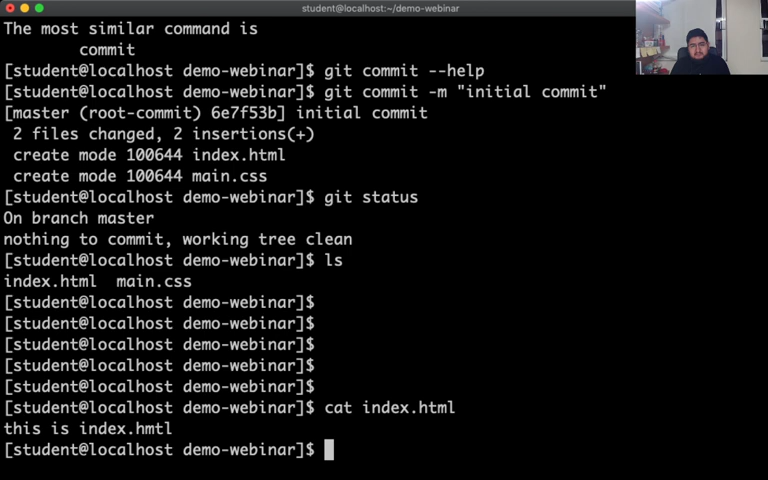 student@localhost:~/demo-webinar
The most similar command is
commit
[student@localhost demo-webinar]$ git commit --help
[student@localhost demo-webinar]$ git commit -m "initial commit"
[master (root-commit) 6e7f53b] initial commit
2 files changed, 2 insertions(+)
create mode 100644 index.html
create mode 100644 main.css
[student@localhost demo-webinar]$ git status
On branch master
nothing to commit, working tree clean
[student@localhost demo-webinar]$ ls
index.html  main.css
[student@localhost demo-webinar]$
[student@localhost demo-webinar]$
[student@localhost demo-webinar]$
[student@localhost demo-webinar]$
[student@localhost demo-webinar]$
[student@localhost demo-webinar]$ cat index.html
this is index.hmtl
[student@localhost demo-webinar]$